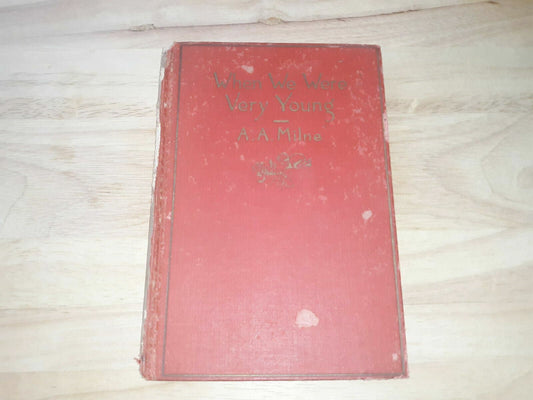 When We Were
Very Young
A. A. Milne